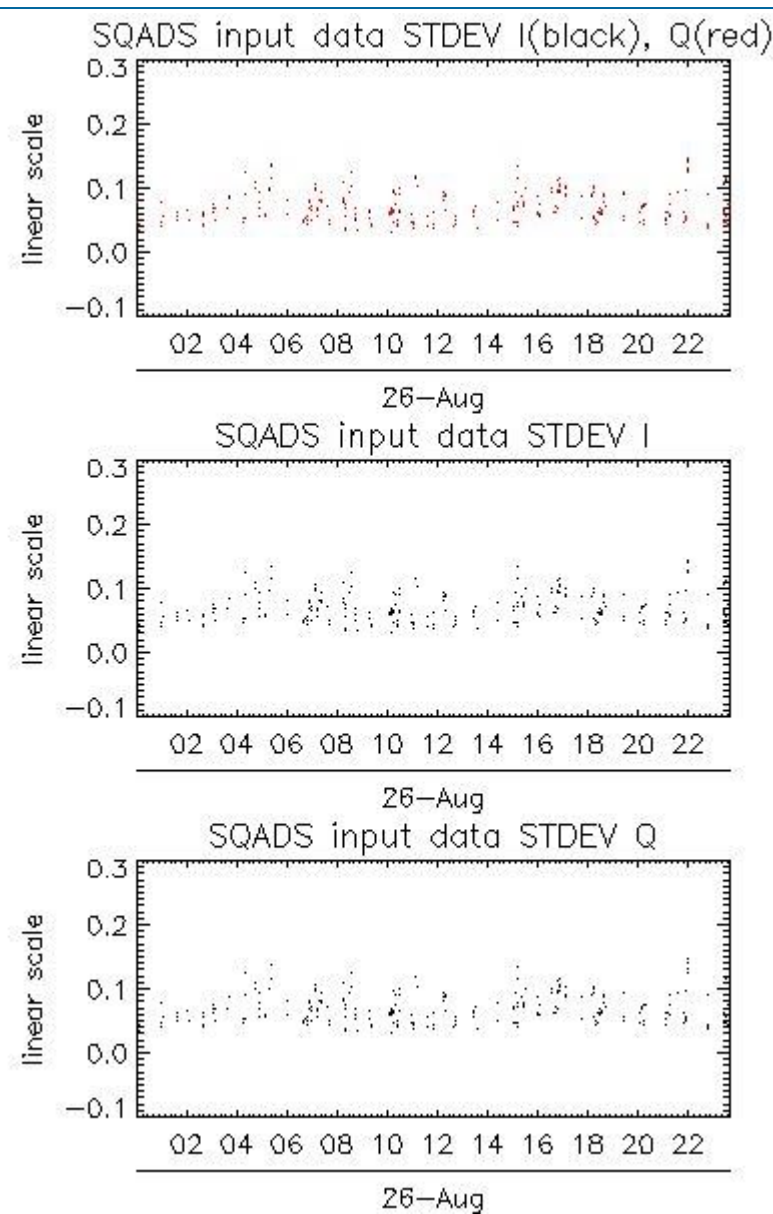 SQADS input data STDEV I(black), Q(red)
0.3
0.2
0.1
0.0
−0.1
linear scale
02 04 06 08 10 12 14 16 18 20 22
26−Aug
SQADS input data STDEV I
0.3
0.2
0.1
0.0
−0.1
linear scale
02 04 06 08 10 12 14 16 18 20 22
26−Aug
SQADS input data STDEV Q
0.3
0.2
0.1
0.0
−0.1
linear scale
02 04 06 08 10 12 14 16 18 20 22
26−Aug